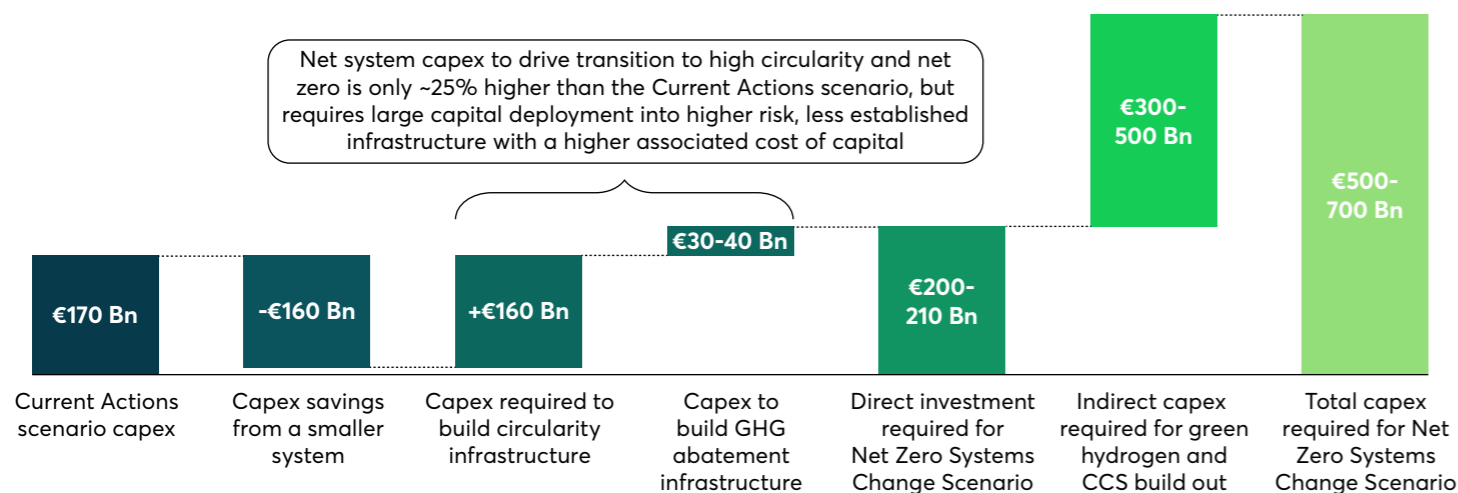 Net system capex to drive transition to high circularity and net
zero is only ~25% higher than the Current Actions scenario, but
requires large capital deployment into higher risk, less established
infrastructure with a higher associated cost of capital
€170 Bn
-€160 Bn
+€160 Bn
€30-40 Bn
€200-
210 Bn
€300-
500 Bn
€500-
700 Bn
Current Actions
scenario capex
Capex savings
from a smaller
system
Capex required to
build circularity
infrastructure
Capex to
build GHG
abatement
infrastructure
Direct investment
required for
Net Zero Systems
Change Scenario
Indirect capex
required for green
hydrogen and
CCS build out
Total capex
required for Net
Zero Systems
Change Scenario